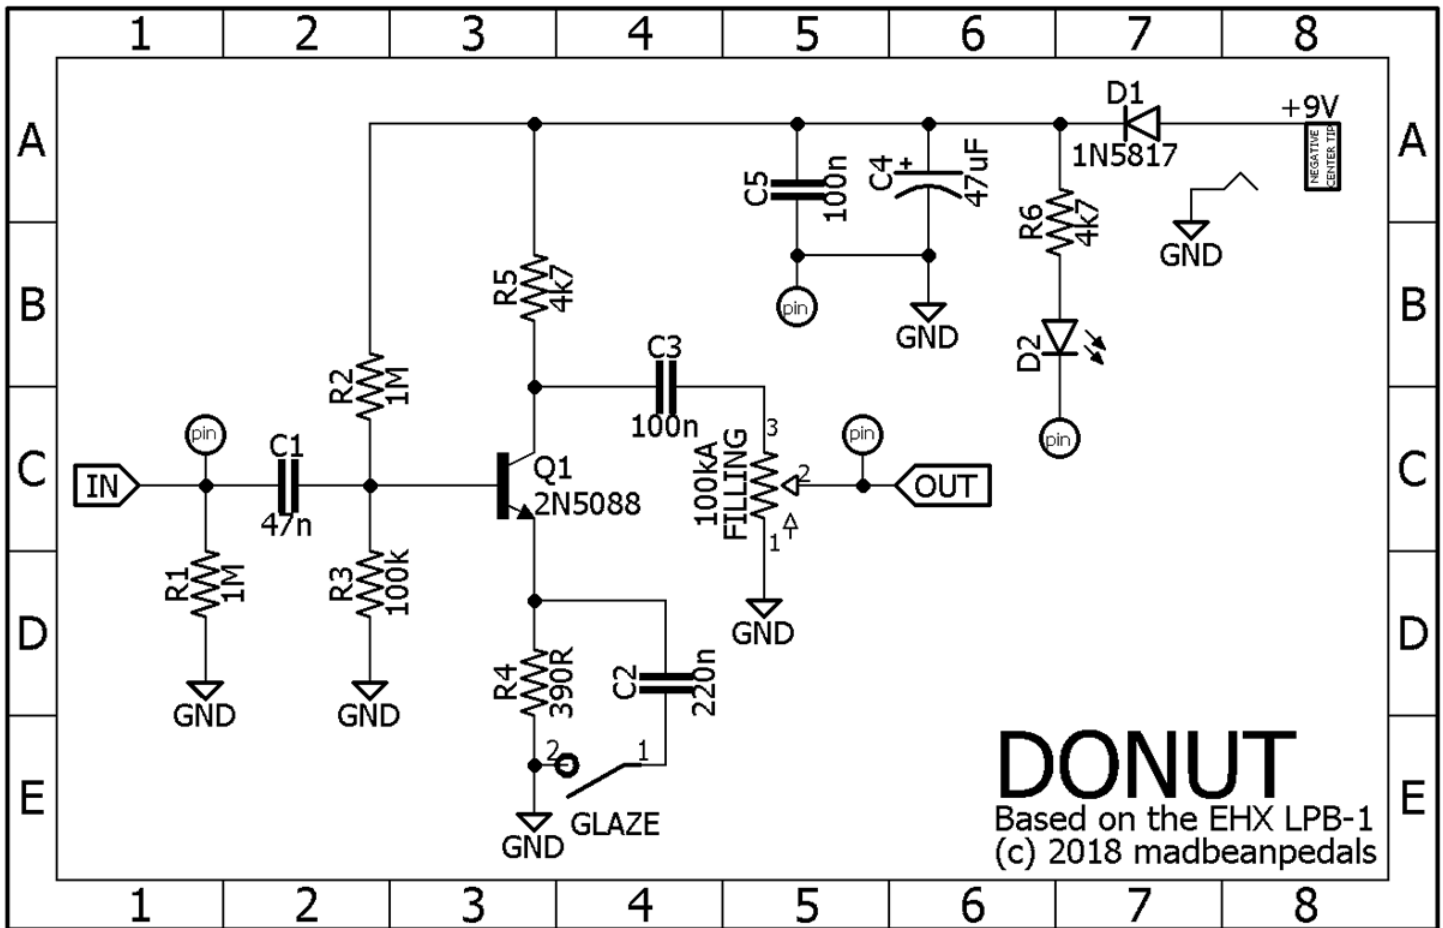 1 2 3 4 5 6 7 8
A A
B B
C C
D D
E E
D1
+9V
1N5817
NEGATIVE
CENTER TIP
GND
C5
100n
C4
+
47uF
R6
4k7
R5
4k7
pin
GND
D2
C3
100n
R2
1M
pin
C1
47n
IN
Q1
2N5088
3
100kA
FILLING
2
1
pin
OUT
pin
R1
1M
R3
100k
GND
R4
390R
C2
220n
GND
GND
2
1
GND
GLAZE
DONUT
Based on the EHX LPB-1
(c) 2018 madbeanpedals
1 2 3 4 5 6 7 8